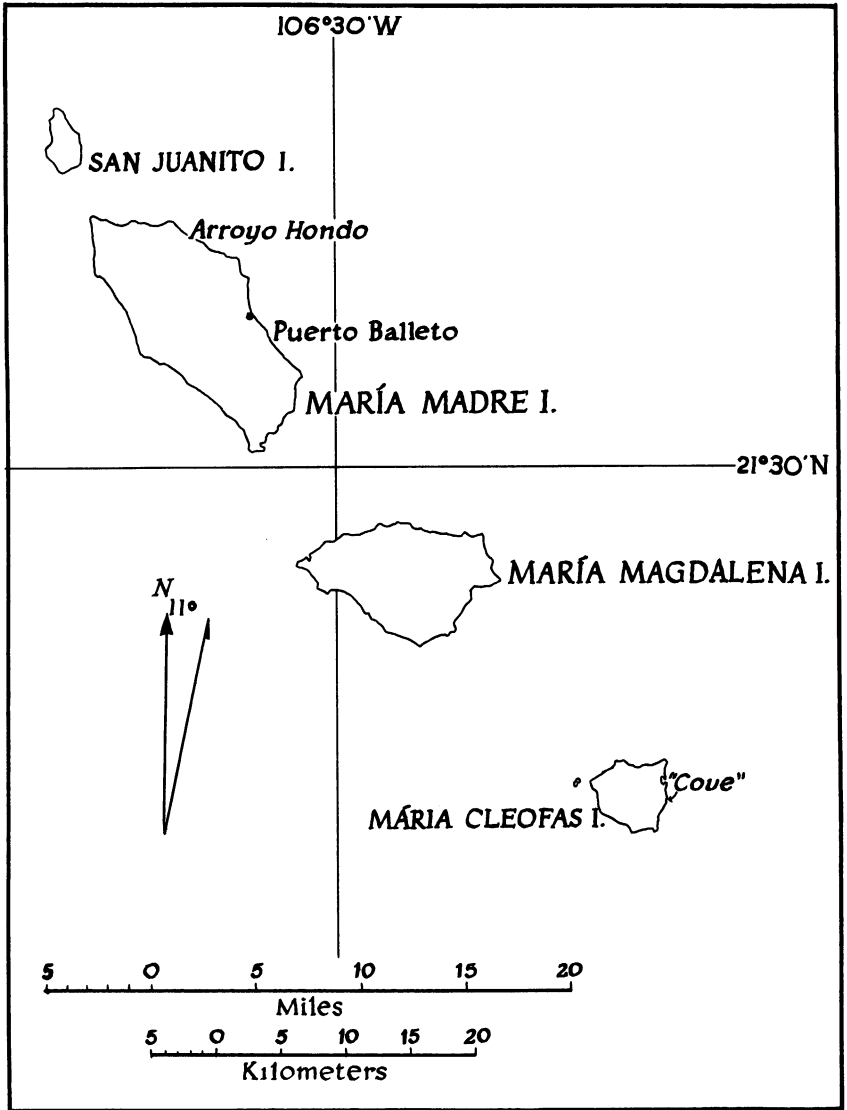 106°30'W
SAN JUANITO I.
Arroyo Hondo
Puerto Balleto
MARÍA MADRE I.
21°30'N
MARÍA MAGDALENA I.
N
11°
"Cove"
MÁRIA CLEOFAS I.
5 0 5 10 15 20
Miles
5 0 5 10 15 20
Kilometers